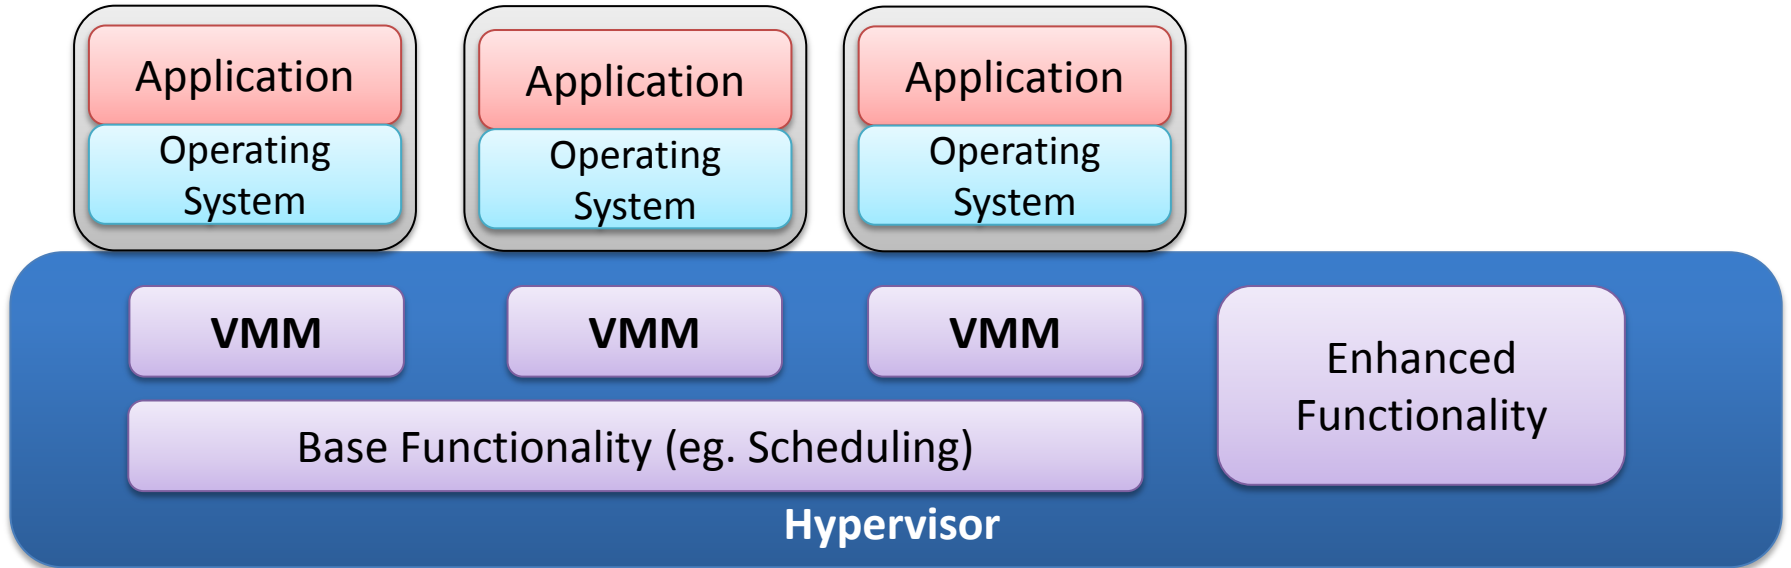 Application
Operating
System
Application
Operating
System
Application
Operating
System
VMM
VMM
VMM
Enhanced
Functionality
Base Functionality (eg. Scheduling)
Hypervisor